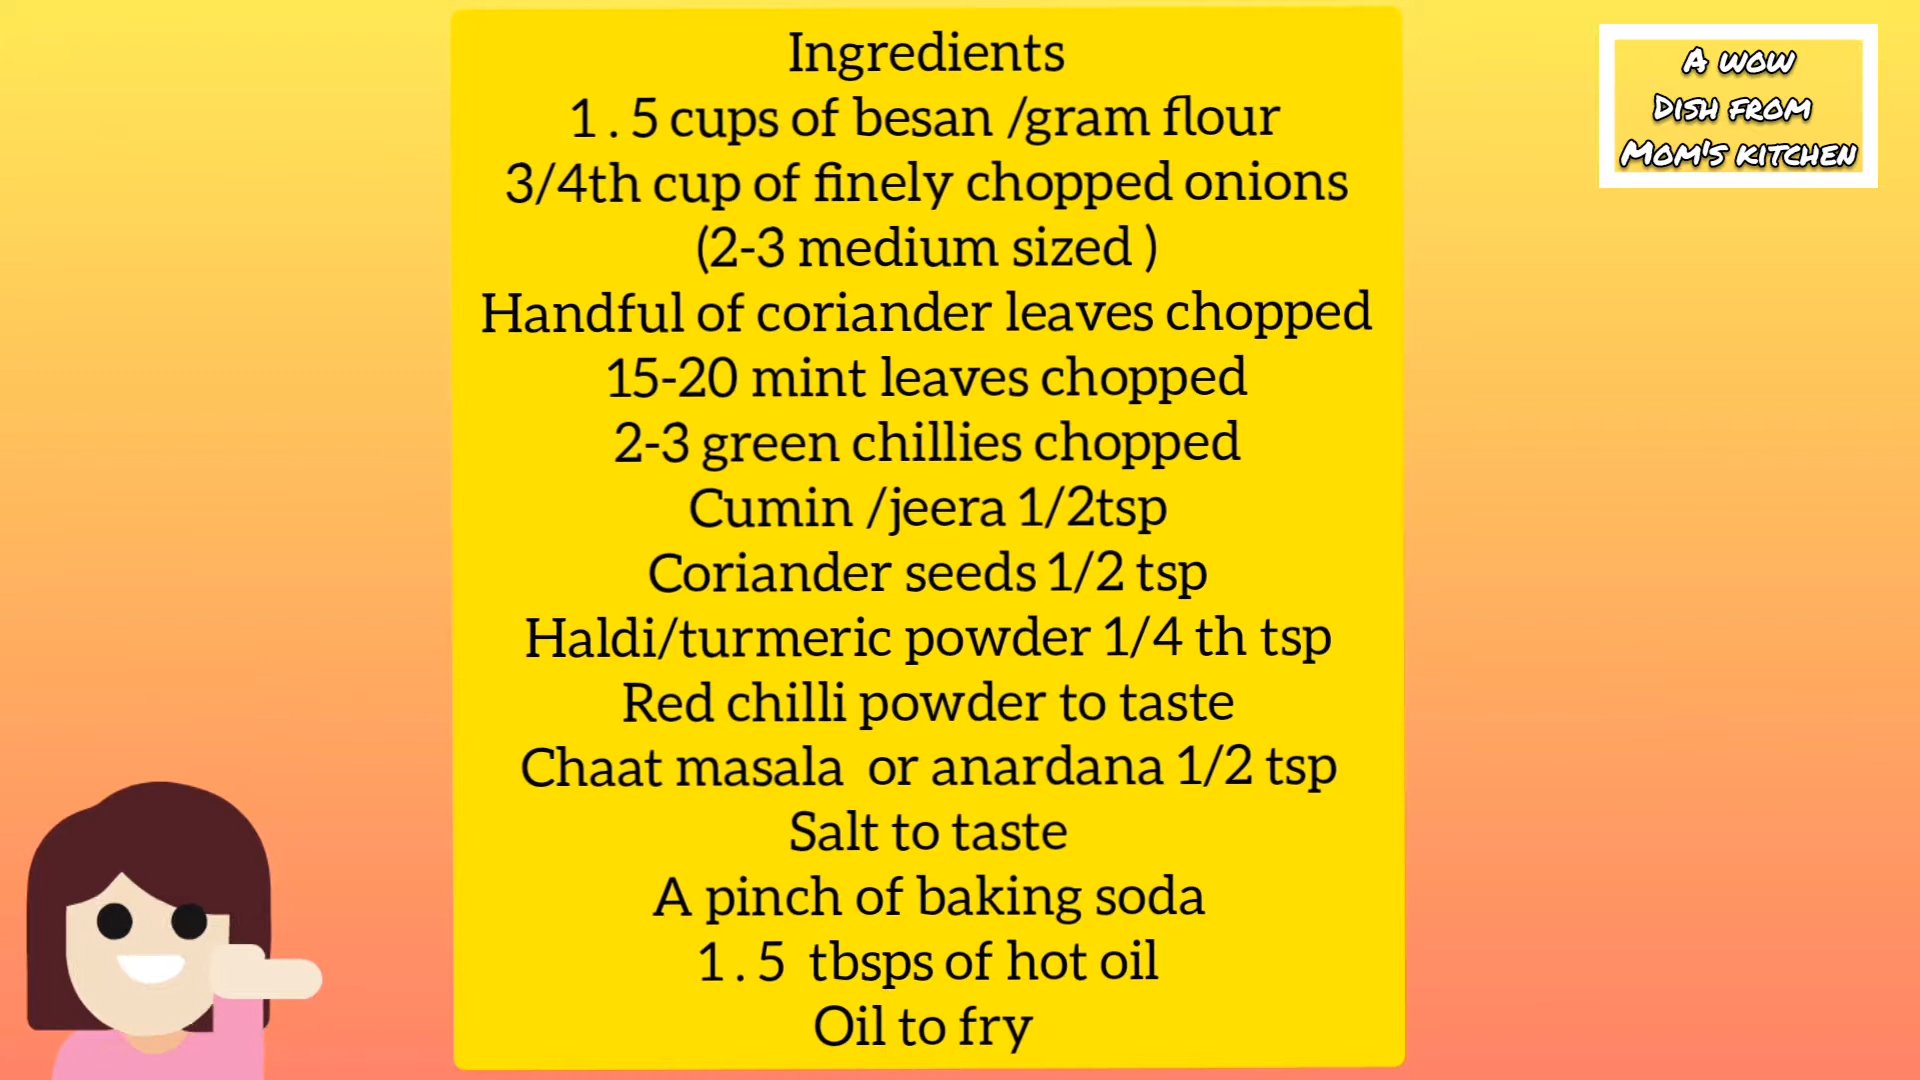 Ingredients
1 . 5 cups of besan /gram flour
3/4th cup of finely chopped onions
(2-3 medium sized )
Handful of coriander leaves chopped
15-20 mint leaves chopped
2-3 green chillies chopped
Cumin /jeera 1/2tsp
Coriander seeds 1/2 tsp
Haldi/turmeric powder 1/4 th tsp
Red chilli powder to taste
Chaat masala  or anardana 1/2 tsp
Salt to taste
A pinch of baking soda
1 . 5  tbsps of hot oil
Oil to fry
A wow
Dish from
Mom's kitchen